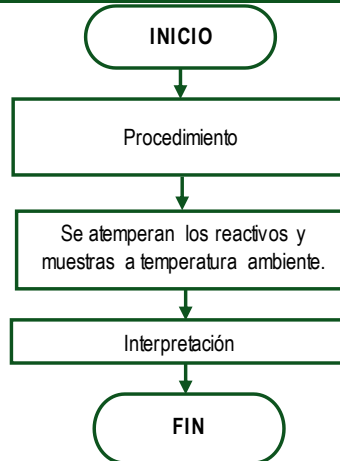 INICIO
Procedimiento
Se atemperan los reactivos y
muestras a temperatura ambiente.
Interpretación
FIN